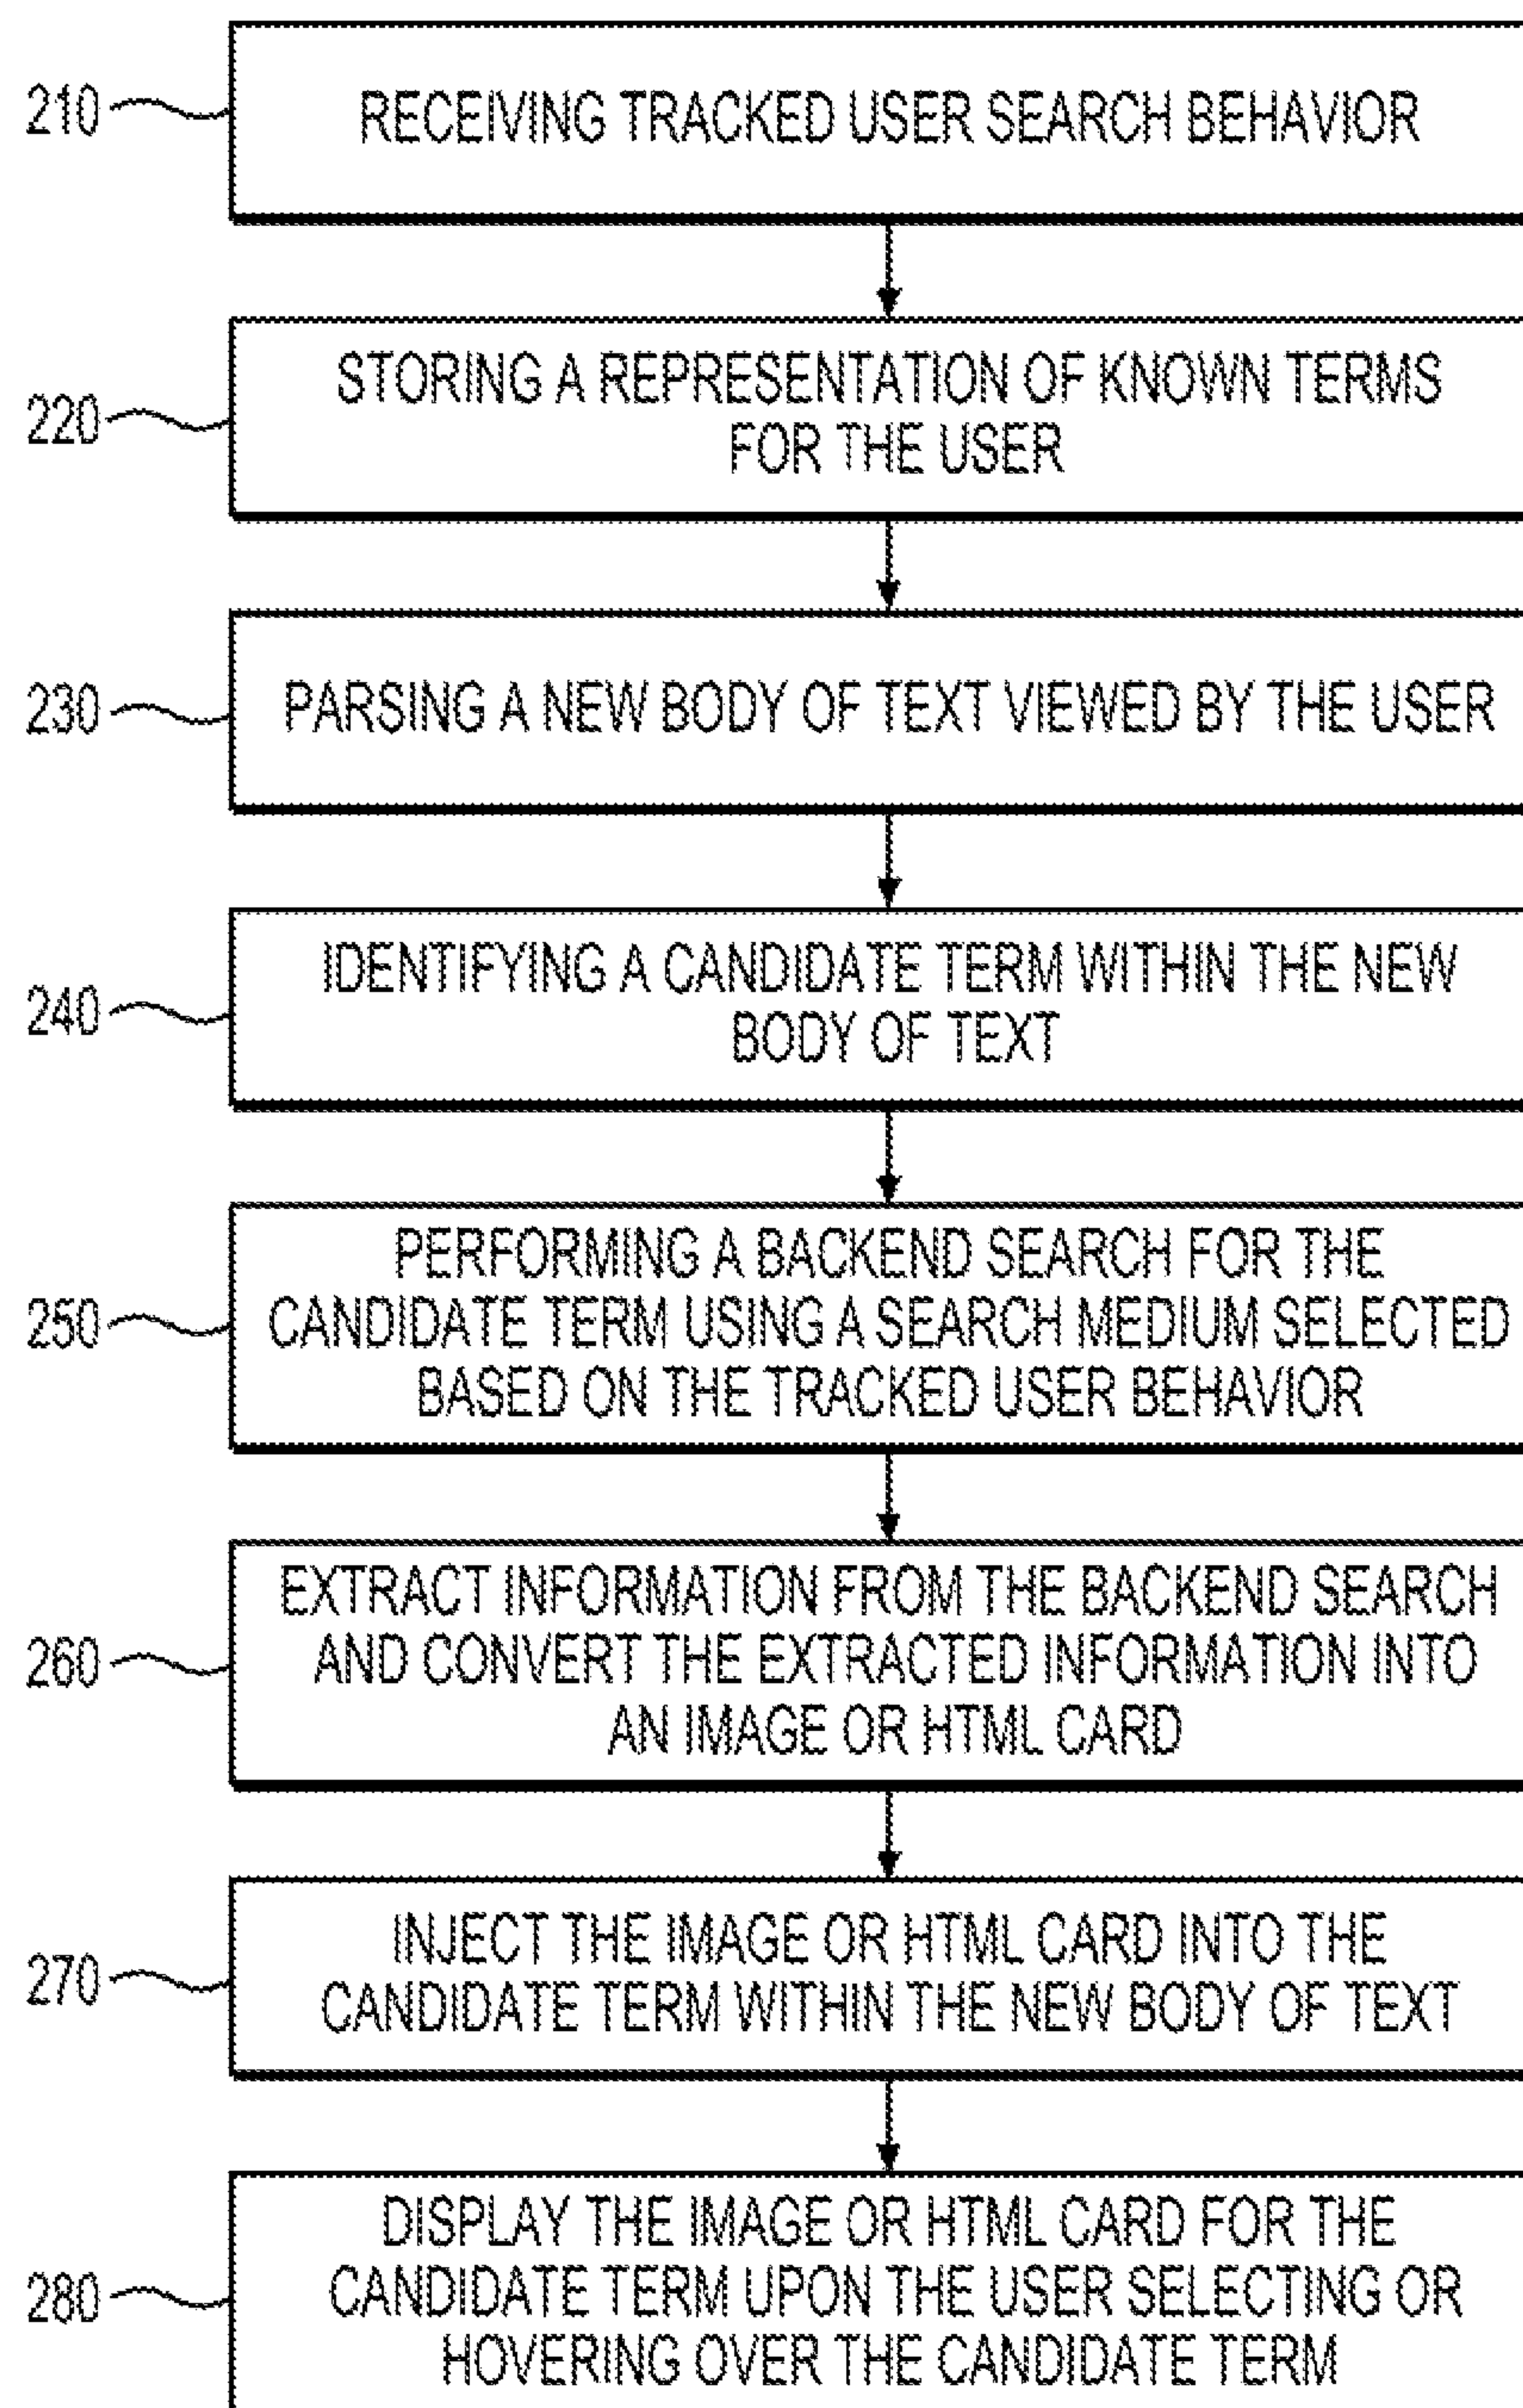 210
RECEIVING TRACKED USER SEARCH BEHAVIOR
220
STORING A REPRESENTATION OF KNOWN TERMS
FOR THE USER
230
PARSING A NEW BODY OF TEXT VIEWED BY THE USER
240
IDENTIFYING A CANDIDATE TERM WITHIN THE NEW
BODY OF TEXT
250
PERFORMING A BACKEND SEARCH FOR THE
CANDIDATE TERM USING A SEARCH MEDIUM SELECTED
BASED ON THE TRACKED USER BEHAVIOR
260
EXTRACT INFORMATION FROM THE BACKEND SEARCH
AND CONVERT THE EXTRACTED INFORMATION INTO
AN IMAGE OR HTML CARD
270
INJECT THE IMAGE OR HTML CARD INTO THE
CANDIDATE TERM WITHIN THE NEW BODY OF TEXT
280
DISPLAY THE IMAGE OR HTML CARD FOR THE
CANDIDATE TERM UPON THE USER SELECTING OR
HOVERING OVER THE CANDIDATE TERM